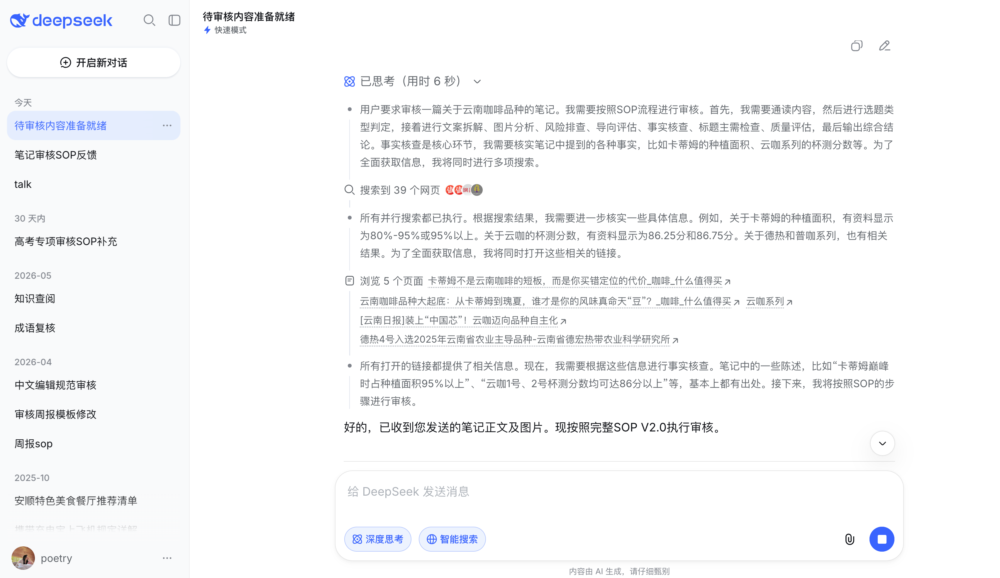 deepseek
开启新对话
今天
待审核内容准备就绪
笔记审核SOP反馈
talk
30 天内
高考专项审核SOP补充
2026-05
知识查阅
成语复核
2026-04
中文编辑规范审核
审核周报模板修改
周报sop
2025-10
安顺特色美食餐厅推荐清单
携带充电宝上飞机规定详解
poetry
待审核内容准备就绪
快速模式
已思考（用时 6 秒）
用户要求审核一篇关于云南咖啡品种的笔记。我需要按照SOP流程进行审核。首先，我需要通读内容，然后进行选题类
型判定，接着进行文案拆解、图片分析、风险排查、导向评估、事实核查、标题主需检查、质量评估，最后输出综合结
论。事实核查是核心环节，我需要核实笔记中提到的各种事实，比如卡蒂姆的种植面积、云咖系列的杯测分数等。为了
全面获取信息，我将同时进行多项搜索。
搜索到 39 个网页
所有并行搜索都已执行。根据搜索结果，我需要进一步核实一些具体信息。例如，关于卡蒂姆的种植面积，有资料显示
为80%-95%或95%以上。关于云咖的杯测分数，有资料显示为86.25分和86.75分。关于德热和普咖系列，也有相关
结果。为了全面获取信息，我将同时打开这些相关的链接。
浏览 5 个页面 卡蒂姆不是云南咖啡的短板，而是你买错定位的代价_咖啡_什么值得买
云南咖啡品种大起底：从卡蒂姆到瑰夏，谁才是你的风味真命天“豆”？_咖啡_什么值得买 云咖系列
[云南日报]装上“中国芯”！云咖迈向品种自主化
德热4号入选2025年云南省农业主导品种-云南省德宏热带农业科学研究所
所有打开的链接都提供了相关信息。现在，我需要根据这些信息进行事实核查。笔记中的一些陈述，比如“卡蒂姆巅峰
时占种植面积95%以上”、“云咖1号、2号杯测分数均可达86分以上”等，基本上都有出处。接下来，我将按照SOP的步
骤进行审核。
好的，已收到您发送的笔记正文及图片。现按照完整SOP V2.0执行审核。
给 DeepSeek 发送消息
深度思考
智能搜索
内容由 AI 生成，请仔细甄别